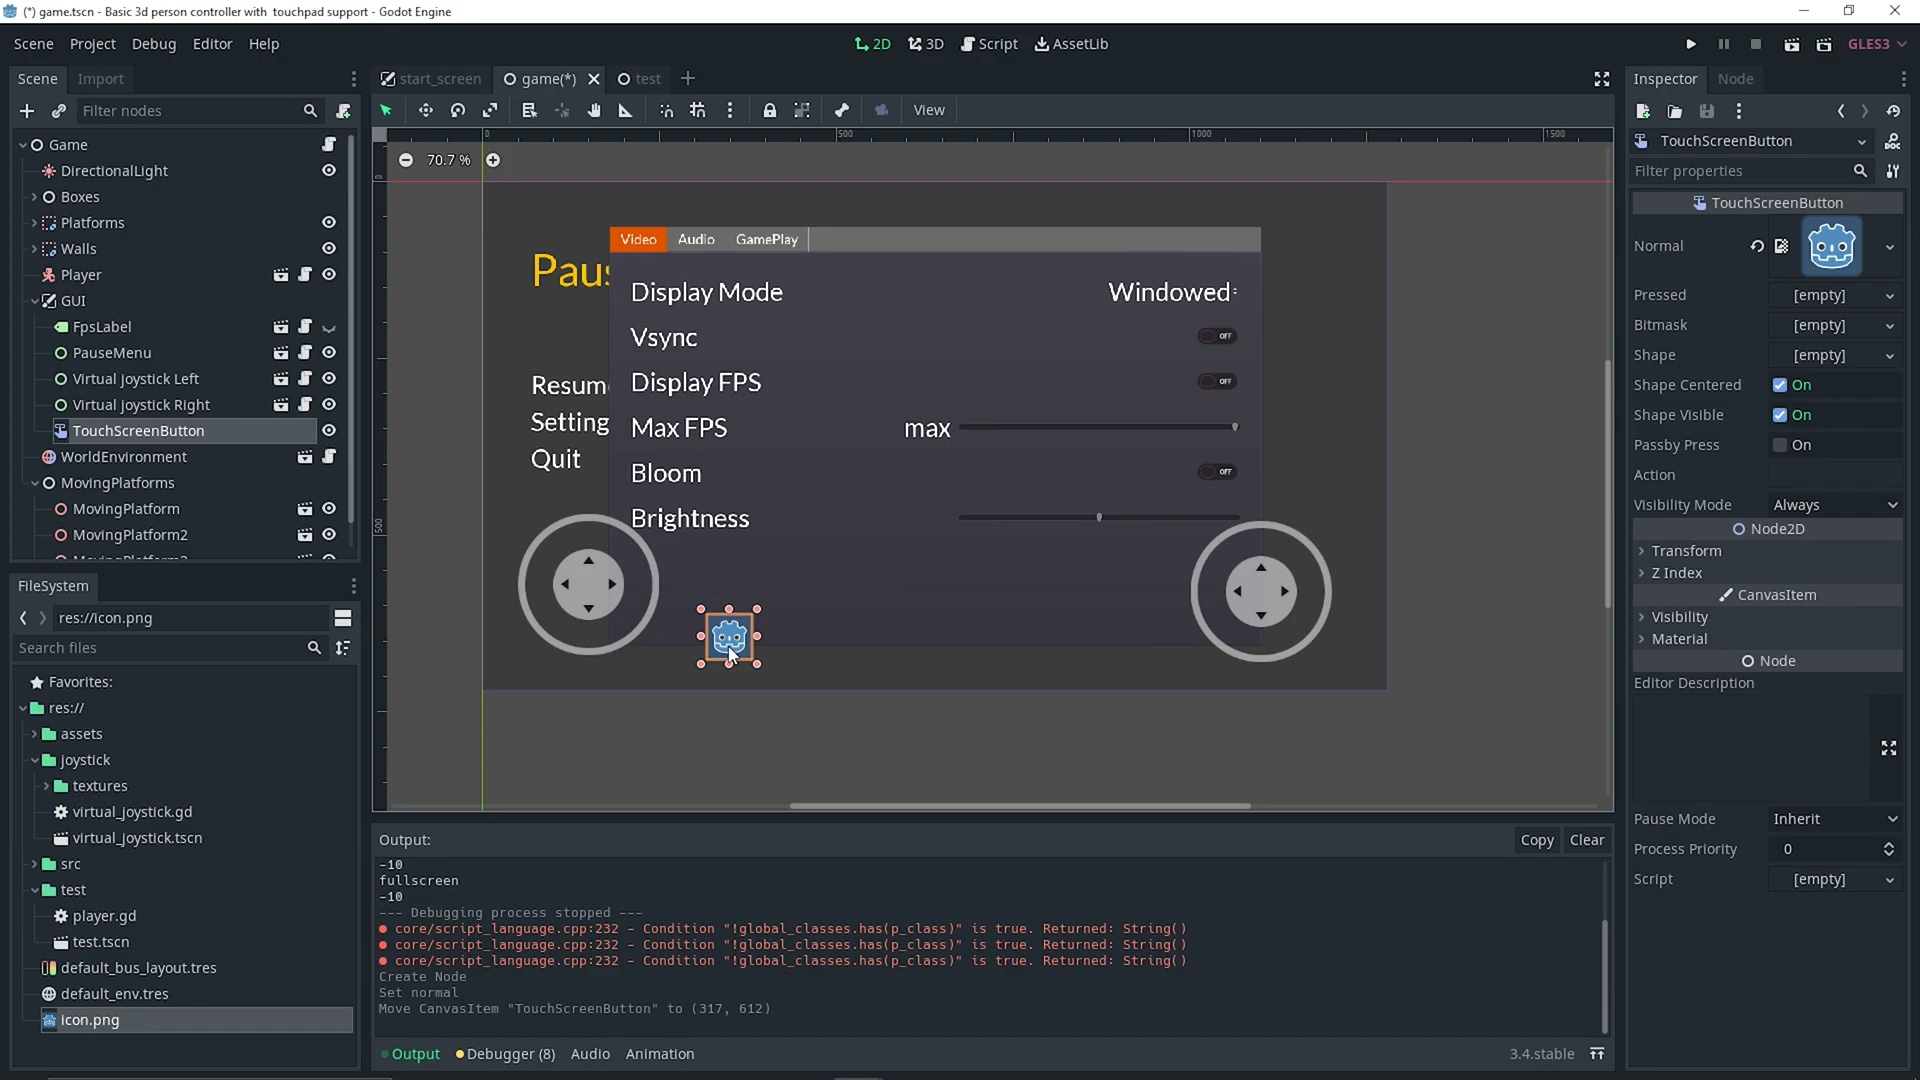 (*) game.tscn - Basic 3d person controller with  touchpad support - Godot Engine
Scene Project Debug Editor Help
2D 3D Script AssetLib
GLES3
Scene Import
start_screen game(*) test
Inspector Node
Filter nodes
View
TouchScreenButton
Filter properties
0 500 1000 1500
70.7 %
Game
DirectionalLight
Boxes
Platforms
Walls
Player
GUI
FpsLabel
PauseMenu
Virtual joystick Left
Virtual joystick Right
TouchScreenButton
WorldEnvironment
MovingPlatforms
MovingPlatform
MovingPlatform2
0
500
Paus
Resum
Setting
Quit
Video Audio GamePlay
Display Mode Windowed
Vsync OFF
Display FPS OFF
Max FPS max
Bloom OFF
Brightness
TouchScreenButton
Normal
Pressed [empty]
Bitmask [empty]
Shape [empty]
Shape Centered On
Shape Visible On
Passby Press On
Action
Visibility Mode Always
Node2D
Transform
Z Index
CanvasItem
Visibility
Material
Node
Editor Description
Pause Mode Inherit
Process Priority 0
Script [empty]
FileSystem
res://icon.png
Search files
Favorites:
res://
assets
joystick
textures
virtual_joystick.gd
virtual_joystick.tscn
src
test
player.gd
test.tscn
default_bus_layout.tres
default_env.tres
icon.png
Output: Copy Clear
-10
fullscreen
-10
--- Debugging process stopped ---
core/script_language.cpp:232 - Condition "!global_classes.has(p_class)" is true. Returned: String()
core/script_language.cpp:232 - Condition "!global_classes.has(p_class)" is true. Returned: String()
core/script_language.cpp:232 - Condition "!global_classes.has(p_class)" is true. Returned: String()
Create Node
Set normal
Move CanvasItem "TouchScreenButton" to (317, 612)
Output Debugger (8) Audio Animation 3.4.stable